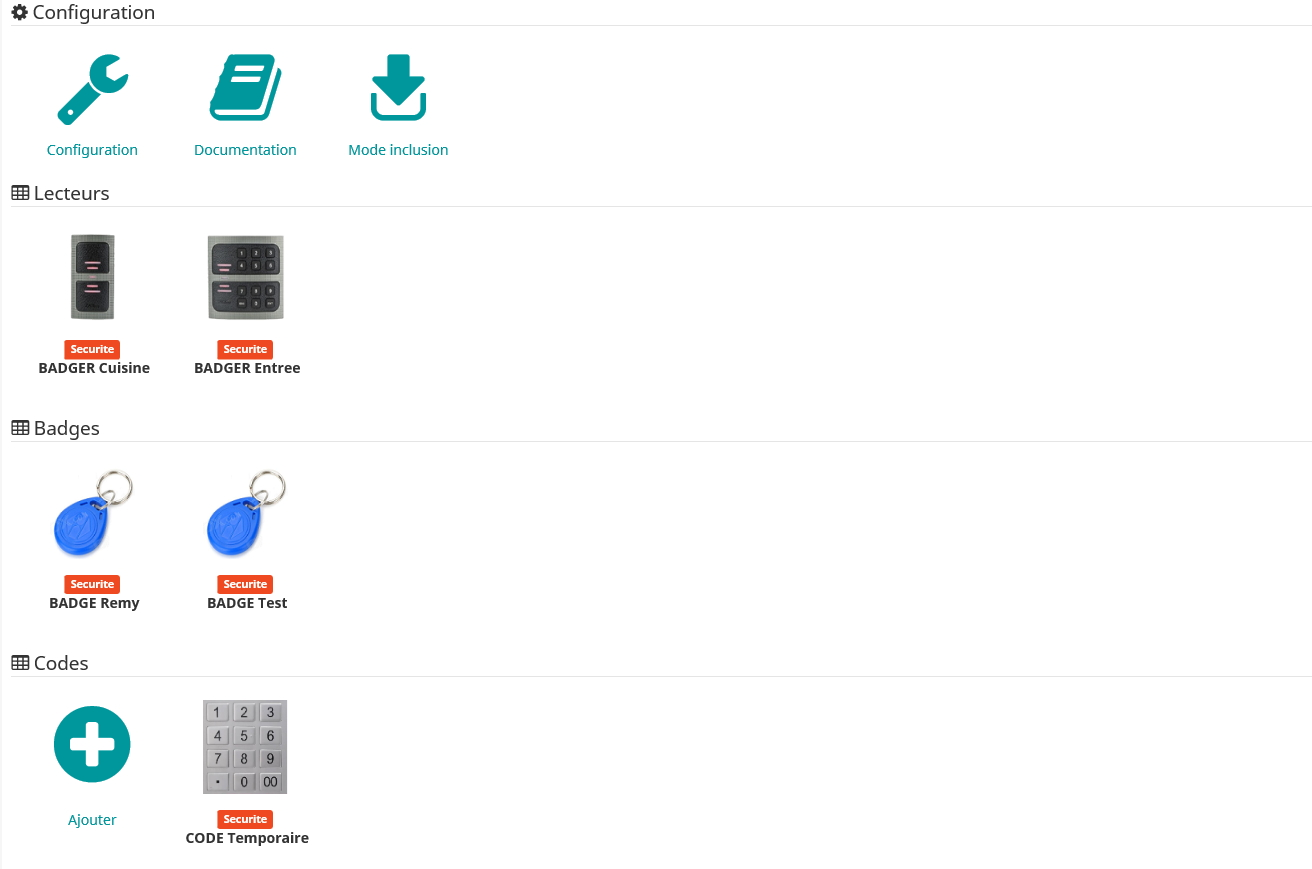 Configuration
Configuration
Documentation
Mode inclusion
Lecteurs
Securite
Securite
BADGER Cuisine
BADGER Entree
Badges
Securite
Securite
BADGE Remy
BADGE Test
Codes
1 2 3
4 5 6
7 8 9
. 0 00
Ajouter
Securite
CODE Temporaire